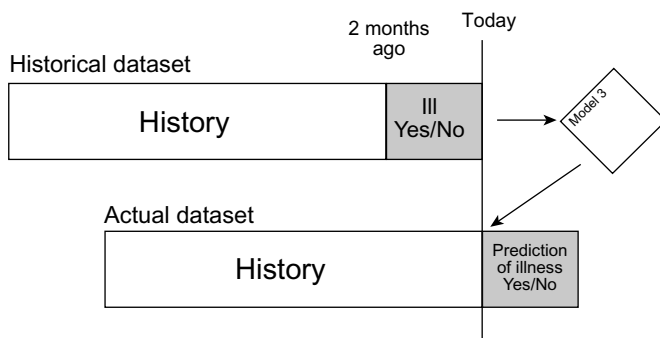 2 months
ago
Today
Historical dataset
History
Ill
Yes/No
Model 3
Actual dataset
History
Prediction
of illness
Yes/No